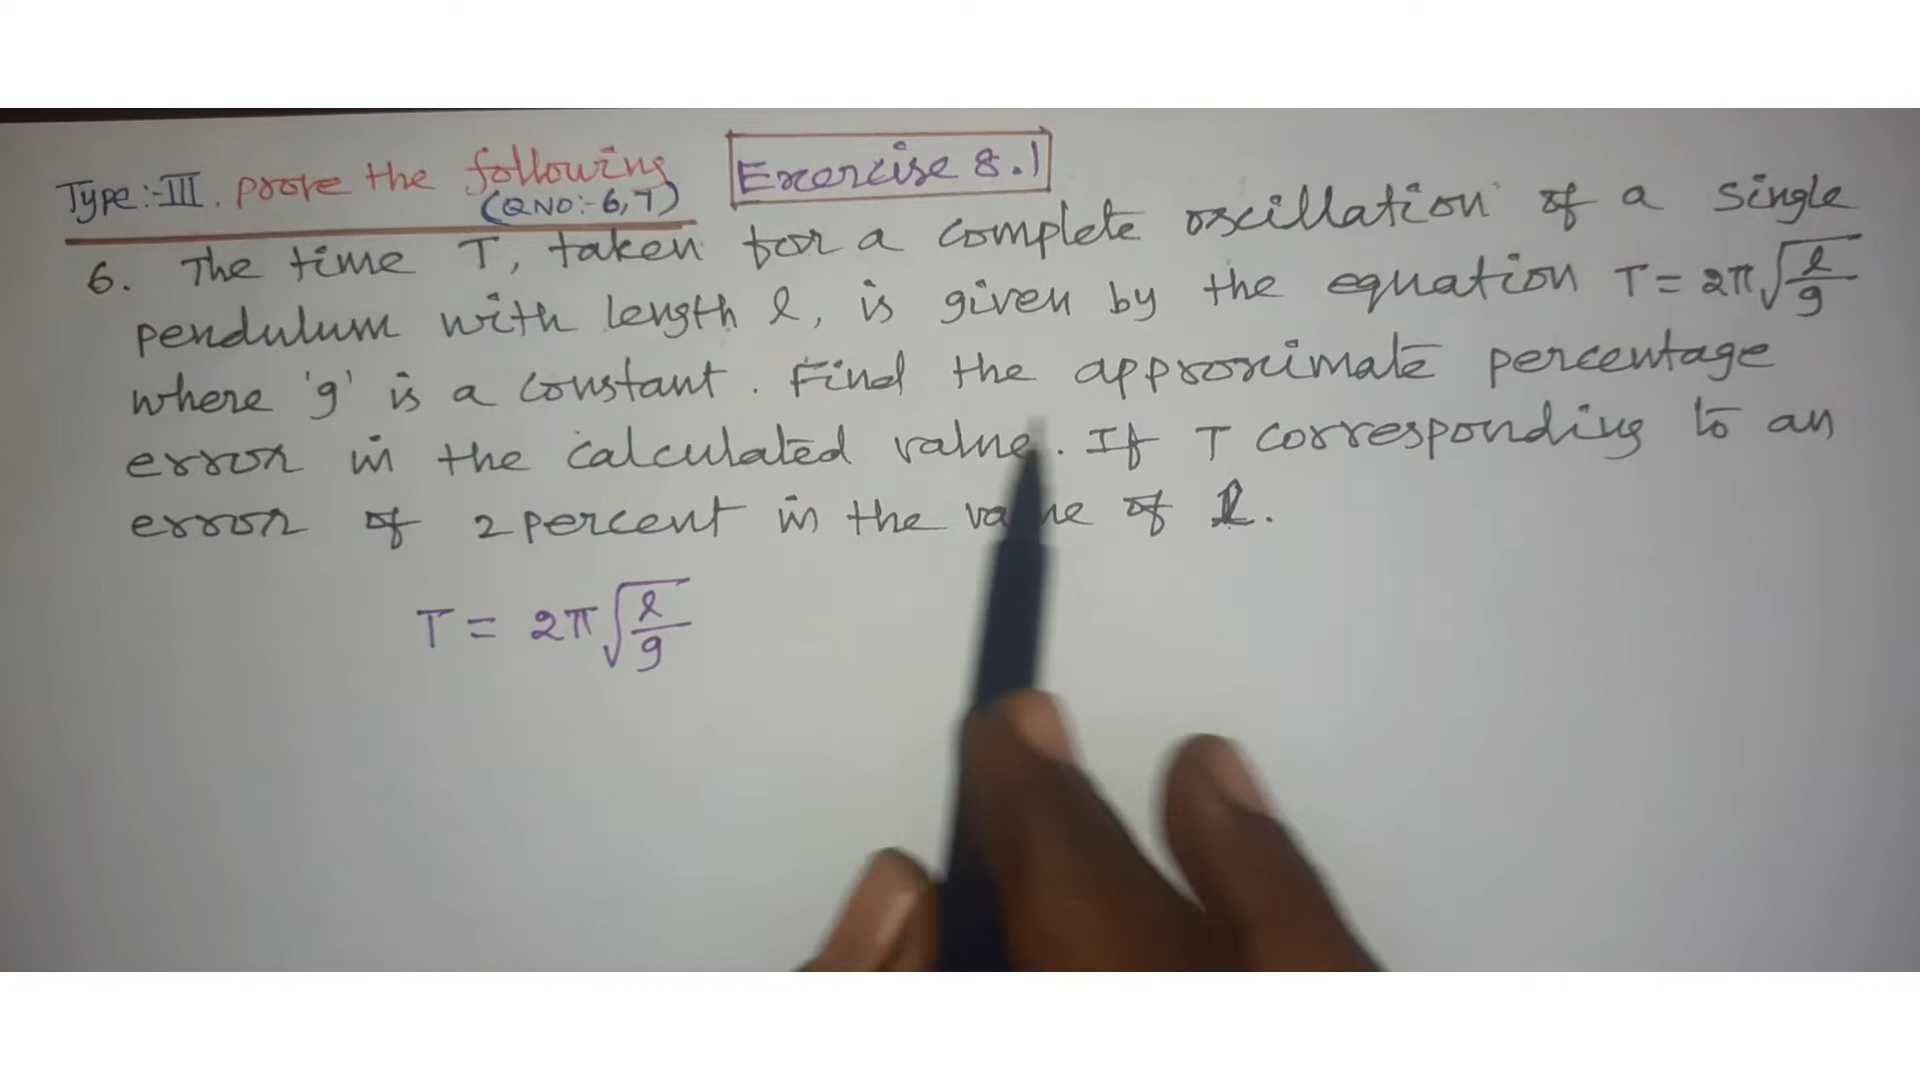 Type:-III. prove the following
(QNO:-6,7)
Exercise 8.1
6. The time T, taken for a complete oscillation of a single
pendulum with length l, is given by the equation T = 2π√(l/g)
where 'g' is a constant. Find the approximate percentage
error in the calculated value. If T corresponding to an
error of 2 percent in the value of l.
T = 2π√(l/g)